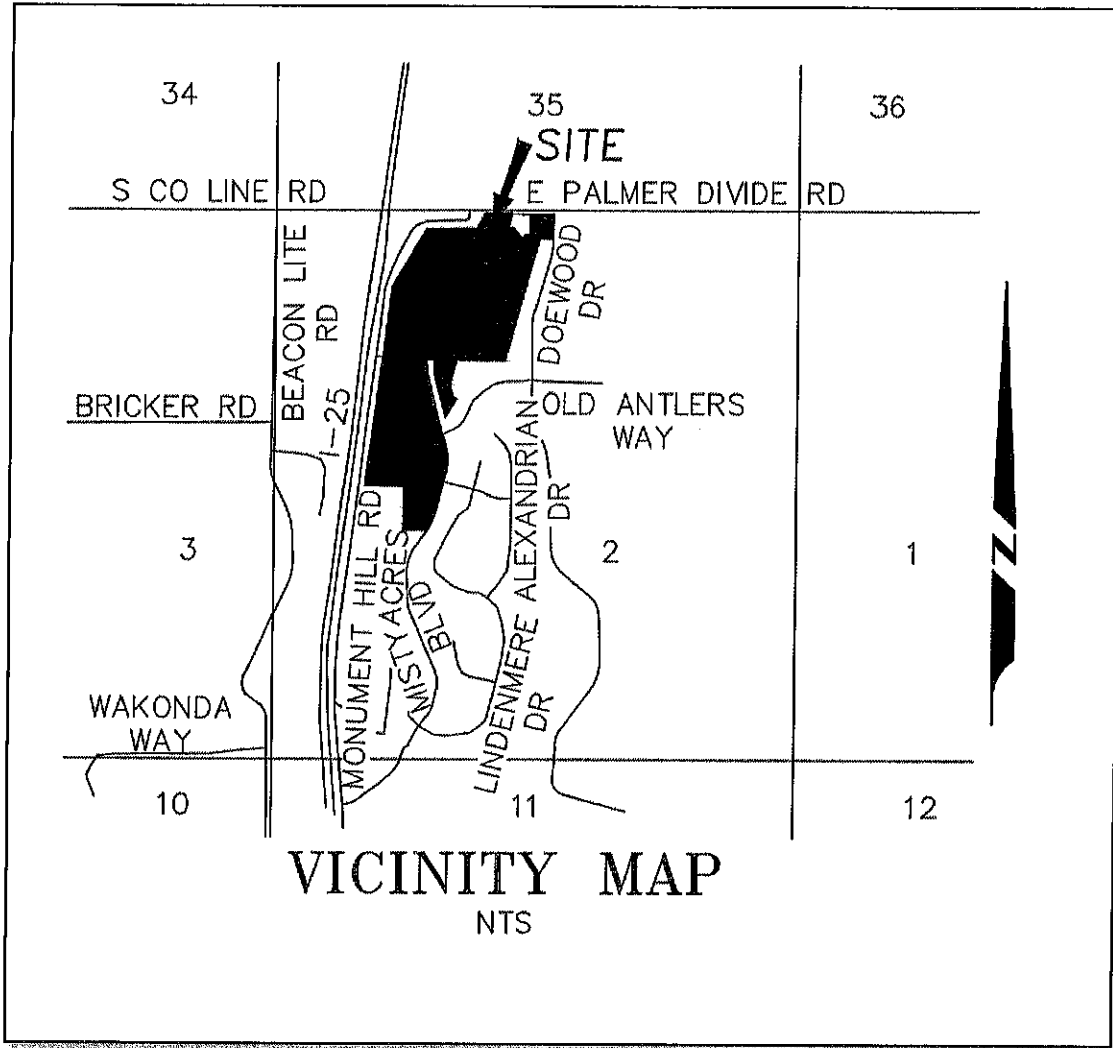 34
35
36
SITE
S CO LINE RD
E PALMER DIVIDE RD
BEACON LITE
RD
DOEWOOD
DR
I-25
BRICKER RD
OLD ANTLERS
WAY
3
MONUMENT HILL RD
MISTY ACRES
BLVD
LINDENMERE
DR
ALEXANDRIAN
DR
2
1
N
WAKONDA
WAY
10
11
12
VICINITY MAP
NTS